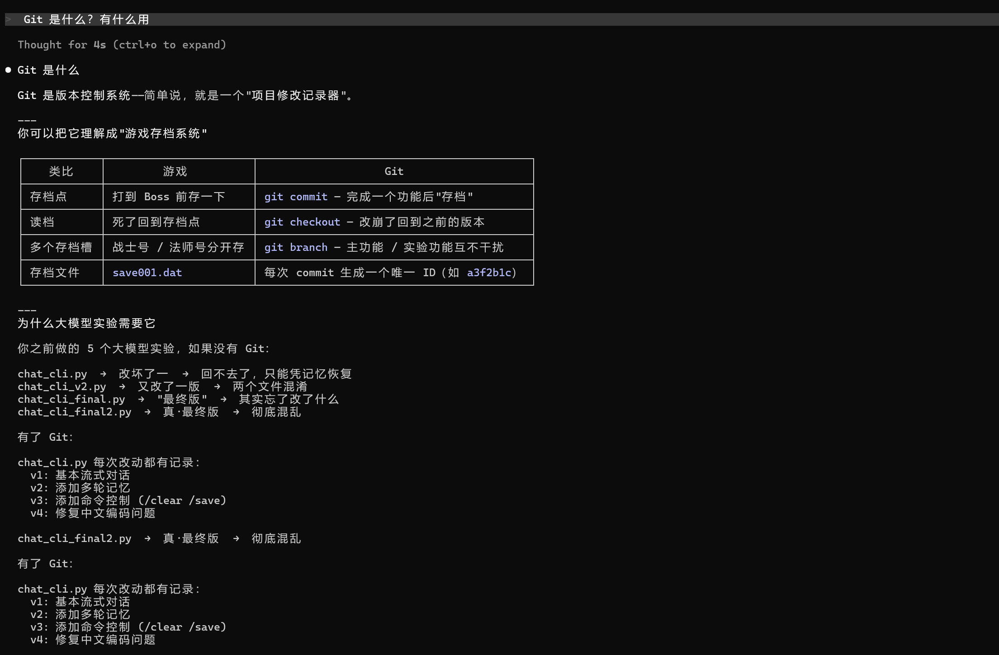 > Git 是什么? 有什么用
Thought for 4s (ctrl+o to expand)
● Git 是什么
Git 是版本控制系统——简单说, 就是一个"项目修改记录器"。
---
你可以把它理解成"游戏存档系统"
类比 游戏 Git
存档点 打到 Boss 前存一下 git commit — 完成一个功能后"存档"
读档 死了回到存档点 git checkout — 改崩了回到之前的版本
多个存档槽 战士号 / 法师号分开存 git branch — 主功能 / 实验功能互不干扰
存档文件 save001.dat 每次 commit 生成一个唯一 ID (如 a3f2b1c)
---
为什么大模型实验需要它
你之前做的 5 个大模型实验, 如果没有 Git:
chat_cli.py → 改坏了一 → 回不去了, 只能凭记忆恢复
chat_cli_v2.py → 又改了一版 → 两个文件混淆
chat_cli_final.py → "最终版" → 其实忘了改了什么
chat_cli_final2.py → 真·最终版 → 彻底混乱
有了 Git:
chat_cli.py 每次改动都有记录:
v1: 基本流式对话
v2: 添加多轮记忆
v3: 添加命令控制 (/clear /save)
v4: 修复中文编码问题
chat_cli_final2.py → 真·最终版 → 彻底混乱
有了 Git:
chat_cli.py 每次改动都有记录:
v1: 基本流式对话
v2: 添加多轮记忆
v3: 添加命令控制 (/clear /save)
v4: 修复中文编码问题